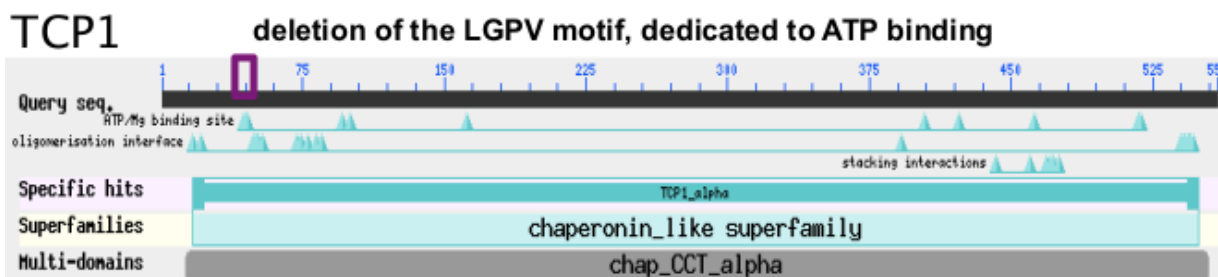 TCP1 deletion of the LGPV motif, dedicated to ATP binding
1 75 150 225 300 375 450 525 55
Query seq.
ATP/Mg binding site
oligomerisation interface
stacking interactions
Specific hits TCP1_alpha
Superfamilies chaperonin_like superfamily
Multi-domains chap_CCT_alpha